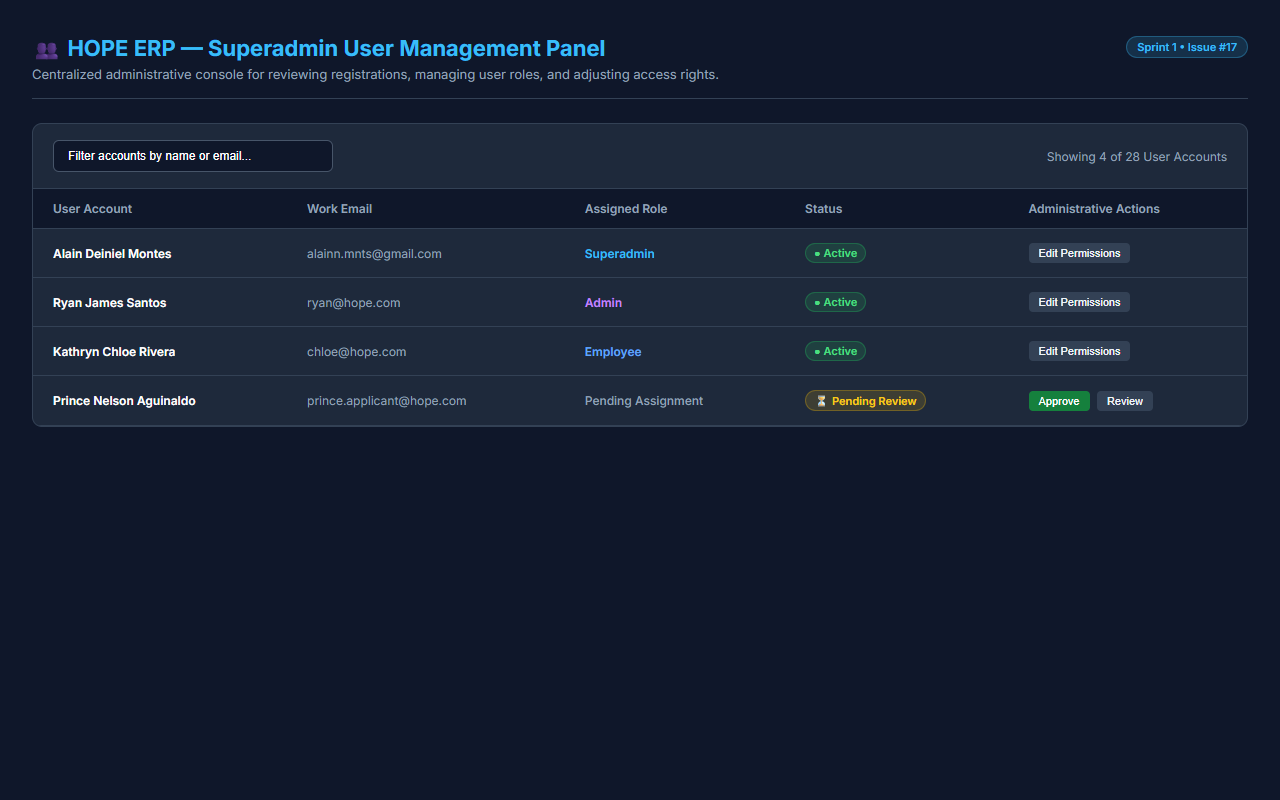 HOPE ERP — Superadmin User Management Panel
Sprint 1 • Issue #17
Centralized administrative console for reviewing registrations, managing user roles, and adjusting access rights.
Filter accounts by name or email...
Showing 4 of 28 User Accounts
User Account Work Email Assigned Role Status Administrative Actions
Alain Deiniel Montes alainn.mnts@gmail.com Superadmin Active Edit Permissions
Ryan James Santos ryan@hope.com Admin Active Edit Permissions
Kathryn Chloe Rivera chloe@hope.com Employee Active Edit Permissions
Prince Nelson Aguinaldo prince.applicant@hope.com Pending Assignment ⏳ Pending Review Approve Review